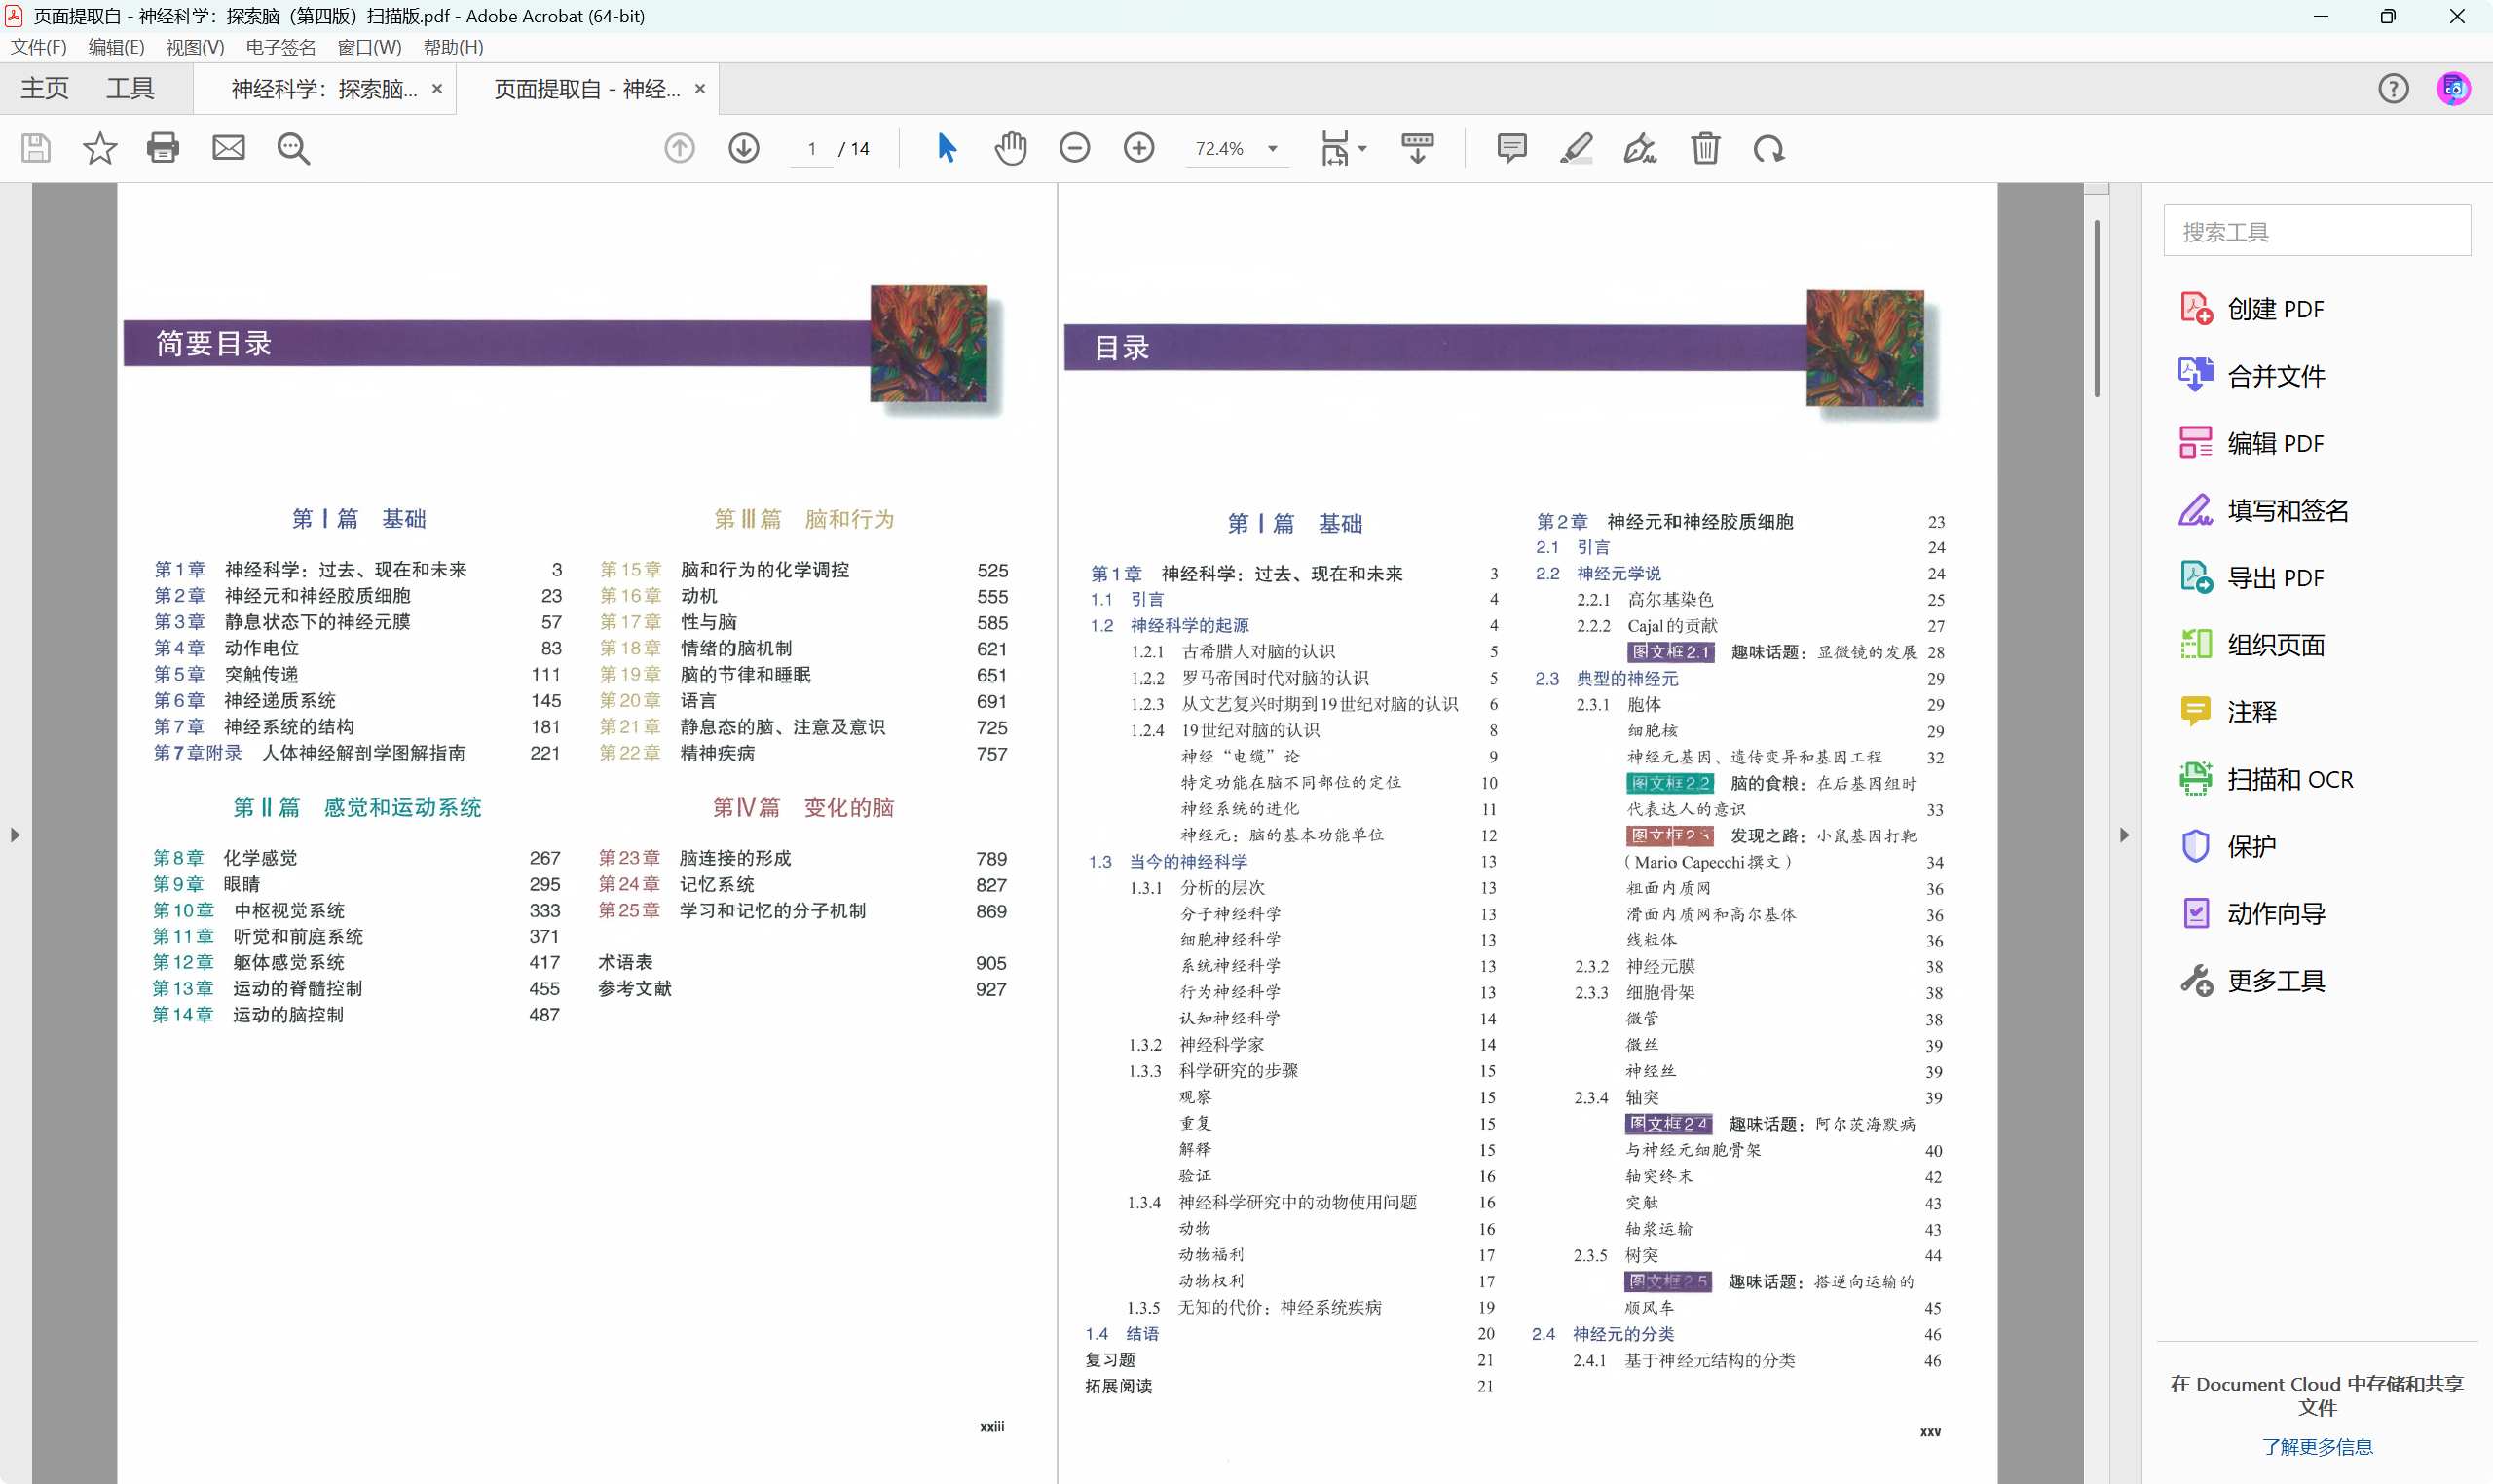 页面提取自 - 神经科学：探索脑（第四版）扫描版.pdf - Adobe Acrobat (64-bit)
文件(F) 编辑(E) 视图(V) 电子签名 窗口(W) 帮助(H)
主页 工具 神经科学：探索脑... × 页面提取自 - 神经... ×
1 / 14 72.4%
简要目录
第Ⅰ篇 基础
第1章 神经科学：过去、现在和未来 3
第2章 神经元和神经胶质细胞 23
第3章 静息状态下的神经元膜 57
第4章 动作电位 83
第5章 突触传递 111
第6章 神经递质系统 145
第7章 神经系统的结构 181
第7章附录 人体神经解剖学图解指南 221
第Ⅱ篇 感觉和运动系统
第8章 化学感觉 267
第9章 眼睛 295
第10章 中枢视觉系统 333
第11章 听觉和前庭系统 371
第12章 躯体感觉系统 417
第13章 运动的脊髓控制 455
第14章 运动的脑控制 487
第Ⅲ篇 脑和行为
第15章 脑和行为的化学调控 525
第16章 动机 555
第17章 性与脑 585
第18章 情绪的脑机制 621
第19章 脑的节律和睡眠 651
第20章 语言 691
第21章 静息态的脑、注意及意识 725
第22章 精神疾病 757
第Ⅳ篇 变化的脑
第23章 脑连接的形成 789
第24章 记忆系统 827
第25章 学习和记忆的分子机制 869
术语表 905
参考文献 927
xxiii
目录
第Ⅰ篇 基础
第1章 神经科学：过去、现在和未来 3
1.1 引言 4
1.2 神经科学的起源 4
1.2.1 古希腊人对脑的认识 5
1.2.2 罗马帝国时代对脑的认识 5
1.2.3 从文艺复兴时期到19世纪对脑的认识 6
1.2.4 19世纪对脑的认识 8
神经“电缆”论 9
特定功能在脑不同部位的定位 10
神经系统的进化 11
神经元：脑的基本功能单位 12
1.3 当今的神经科学 13
1.3.1 分析的层次 13
分子神经科学 13
细胞神经科学 13
系统神经科学 13
行为神经科学 13
认知神经科学 14
1.3.2 神经科学家 14
1.3.3 科学研究的步骤 15
观察 15
重复 15
解释 15
验证 16
1.3.4 神经科学研究中的动物使用问题 16
动物 16
动物福利 17
动物权利 17
1.3.5 无知的代价：神经系统疾病 19
1.4 结语 20
复习题 21
拓展阅读 21
第2章 神经元和神经胶质细胞 23
2.1 引言 24
2.2 神经元学说 24
2.2.1 高尔基染色 25
2.2.2 Cajal的贡献 27
图文框2.1 趣味话题：显微镜的发展 28
2.3 典型的神经元 29
2.3.1 胞体 29
细胞核 29
神经元基因、遗传变异和基因工程 32
图文框2.2 脑的食粮：在后基因组时
代表达人的意识 33
图文框2.3 发现之路：小鼠基因打靶
（Mario Capecchi撰文） 34
粗面内质网 36
滑面内质网和高尔基体 36
线粒体 36
2.3.2 神经元膜 38
2.3.3 细胞骨架 38
微管 38
微丝 39
神经丝 39
2.3.4 轴突 39
图文框2.4 趣味话题：阿尔茨海默病
与神经元细胞骨架 40
轴突终末 42
突触 43
轴浆运输 43
2.3.5 树突 44
图文框2.5 趣味话题：搭逆向运输的
顺风车 45
2.4 神经元的分类 46
2.4.1 基于神经元结构的分类 46
xxv
搜索工具
创建 PDF
合并文件
编辑 PDF
填写和签名
导出 PDF
组织页面
注释
扫描和 OCR
保护
动作向导
更多工具
在 Document Cloud 中存储和共享
文件
了解更多信息